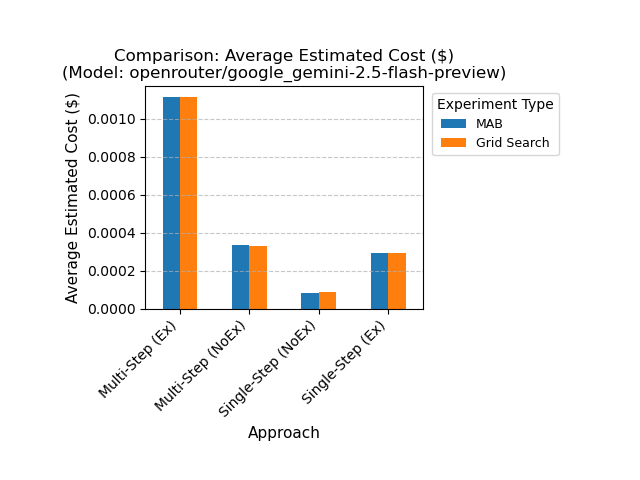 Comparison: Average Estimated Cost ($)
(Model: openrouter/google_gemini-2.5-flash-preview)
Average Estimated Cost ($)
0.0010
0.0008
0.0006
0.0004
0.0002
0.0000
Multi-Step (Ex)
Multi-Step (NoEx)
Single-Step (NoEx)
Single-Step (Ex)
Approach
Experiment Type
MAB
Grid Search